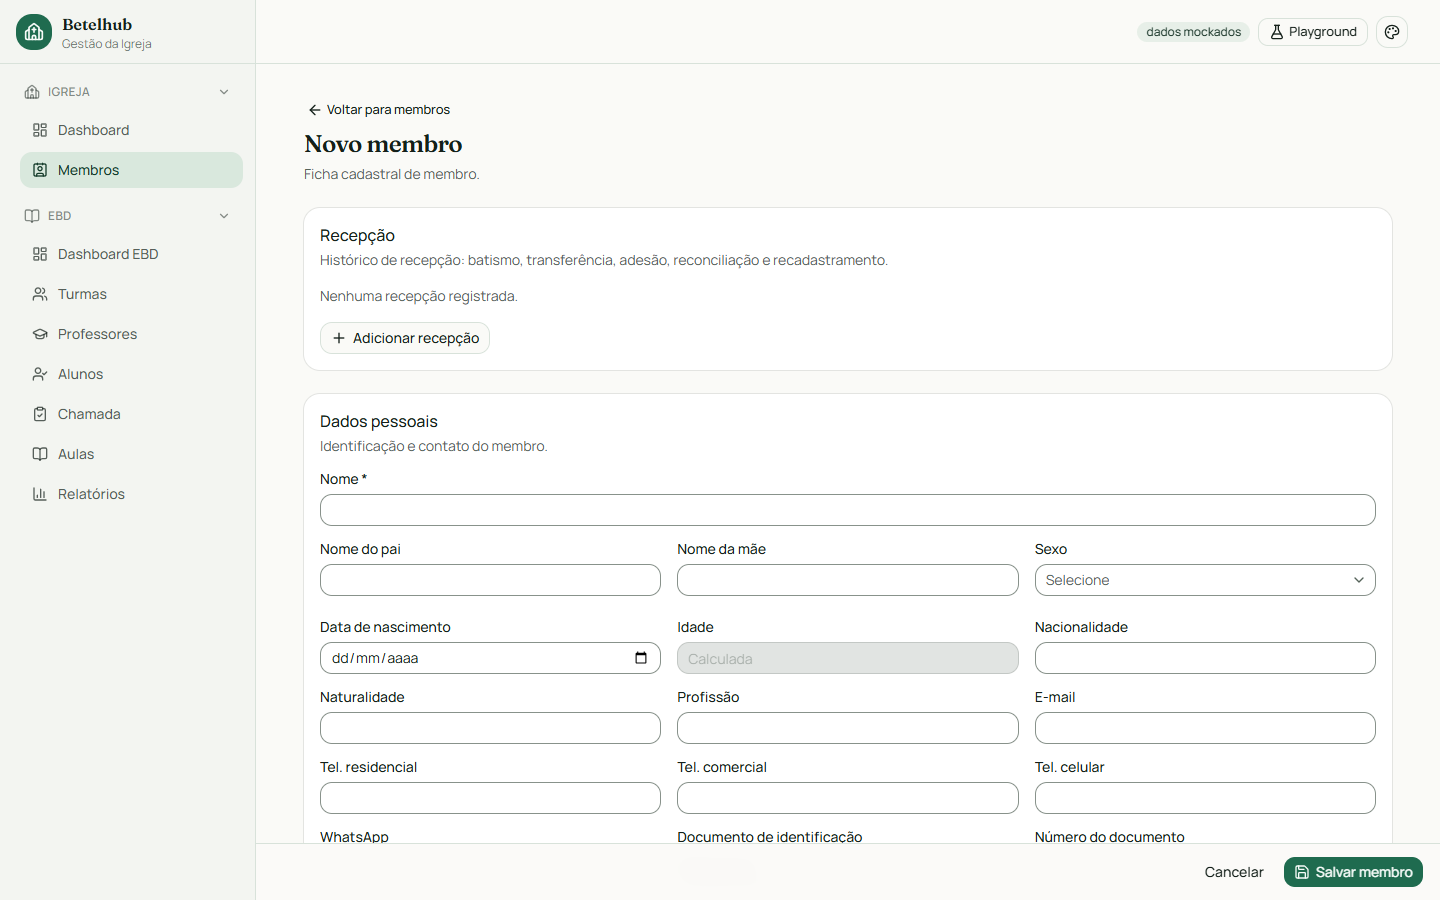 Betelhub
Gestão da Igreja
dados mockados
Playground
IGREJA
Dashboard
Membros
EBD
Dashboard EBD
Turmas
Professores
Alunos
Chamada
Aulas
Relatórios
Voltar para membros
Novo membro
Ficha cadastral de membro.
Recepção
Histórico de recepção: batismo, transferência, adesão, reconciliação e recadastramento.
Nenhuma recepção registrada.
Adicionar recepção
Dados pessoais
Identificação e contato do membro.
Nome *
Nome do pai
Nome da mãe
Sexo
Selecione
Data de nascimento
Idade
Nacionalidade
dd/mm/aaaa
Calculada
Naturalidade
Profissão
E-mail
Tel. residencial
Tel. comercial
Tel. celular
WhatsApp
Documento de identificação
Número do documento
Cancelar
Salvar membro